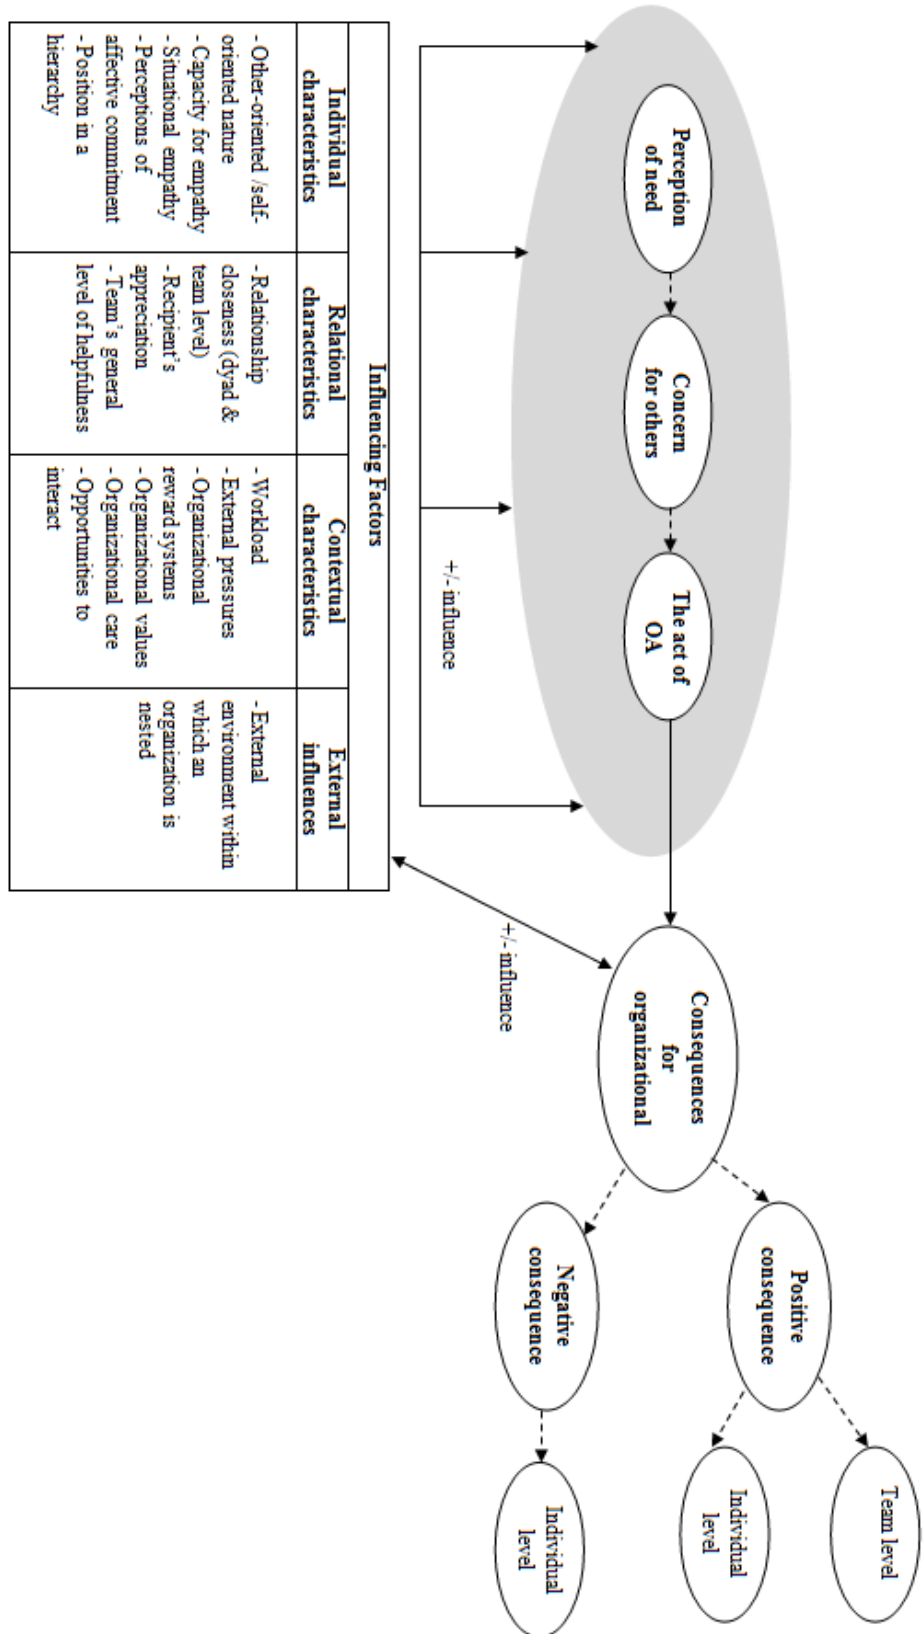 Perception
of need
Concern
for others
The act of
OA
Consequences
for
organizational
Positive
consequence
Negative
consequence
Team level
Individual
level
Individual
level
+/- influence
+/- influence
Influencing Factors
Individual
characteristics
- Other-oriented /self-
oriented nature
- Capacity for empathy
- Situational empathy
- Perceptions of
affective commitment
- Position in a
hierarchy
Relational
characteristics
- Relationship
closeness (dyad &
team level)
- Recipient's
appreciation
- Team's general
level of helpfulness
Contextual
characteristics
- Workload
- External pressures
- Organizational
reward systems
- Organizational values
- Organizational care
- Opportunities to
interact
External
influences
- External
environment within
which an
organization is
nested